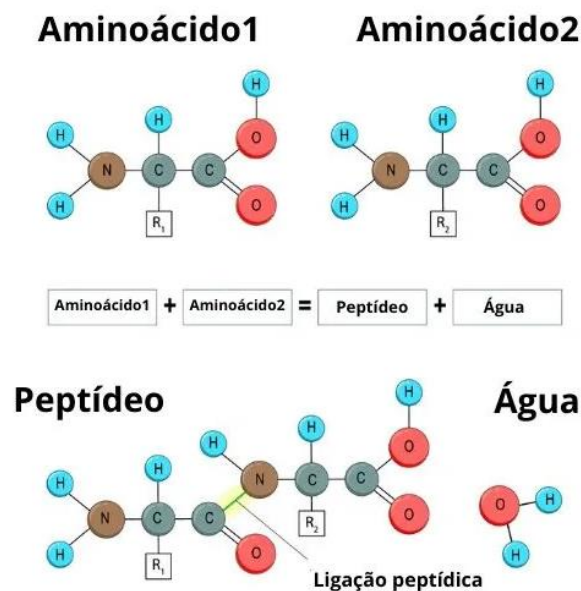 Aminoácido1
Aminoácido2
H
H
H
H
H
O
H
H
O
N
C
C
N
C
C
H
O
H
O
R₁
R₂
Aminoácido1 + Aminoácido2 = Peptídeo + Água
Peptídeo
Água
H
H
H
O
H
H
N
C
C
H
O
H
N
C
C
R₂
O
H
O
H
R₁
Ligação peptídica